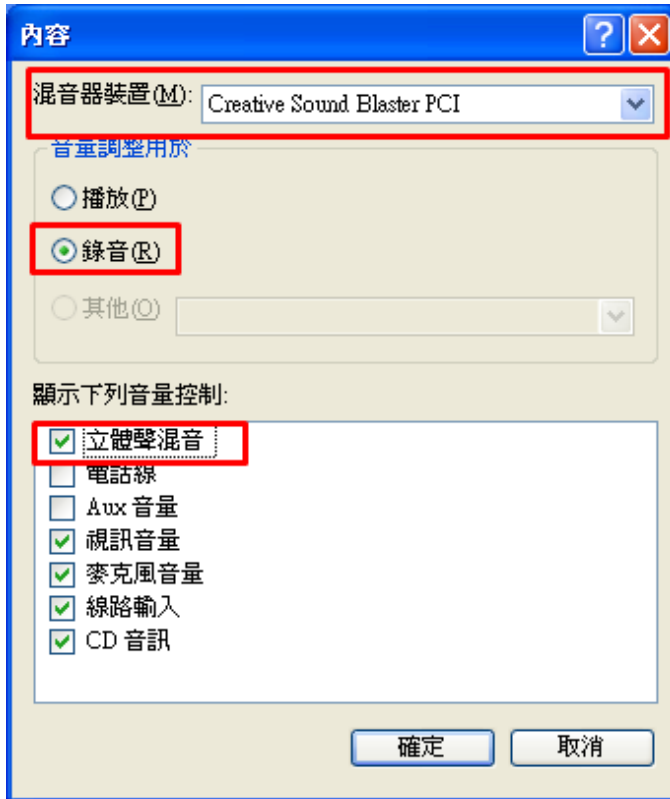 內容
混音器裝置(M): Creative Sound Blaster PCI
音量調整用於
播放(P)
錄音(R)
其他(O)
顯示下列音量控制:
立體聲混音
電話線
Aux 音量
視訊音量
麥克風音量
線路輸入
CD 音訊
確定 取消